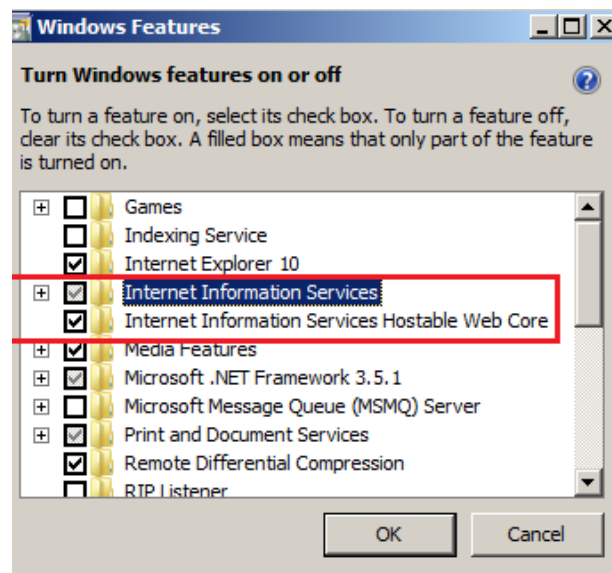 Windows Features
Turn Windows features on or off
To turn a feature on, select its check box. To turn a feature off,
clear its check box. A filled box means that only part of the feature
is turned on.
Games
Indexing Service
Internet Explorer 10
Internet Information Services
Internet Information Services Hostable Web Core
Media Features
Microsoft .NET Framework 3.5.1
Microsoft Message Queue (MSMQ) Server
Print and Document Services
Remote Differential Compression
RIP Listener
OK Cancel